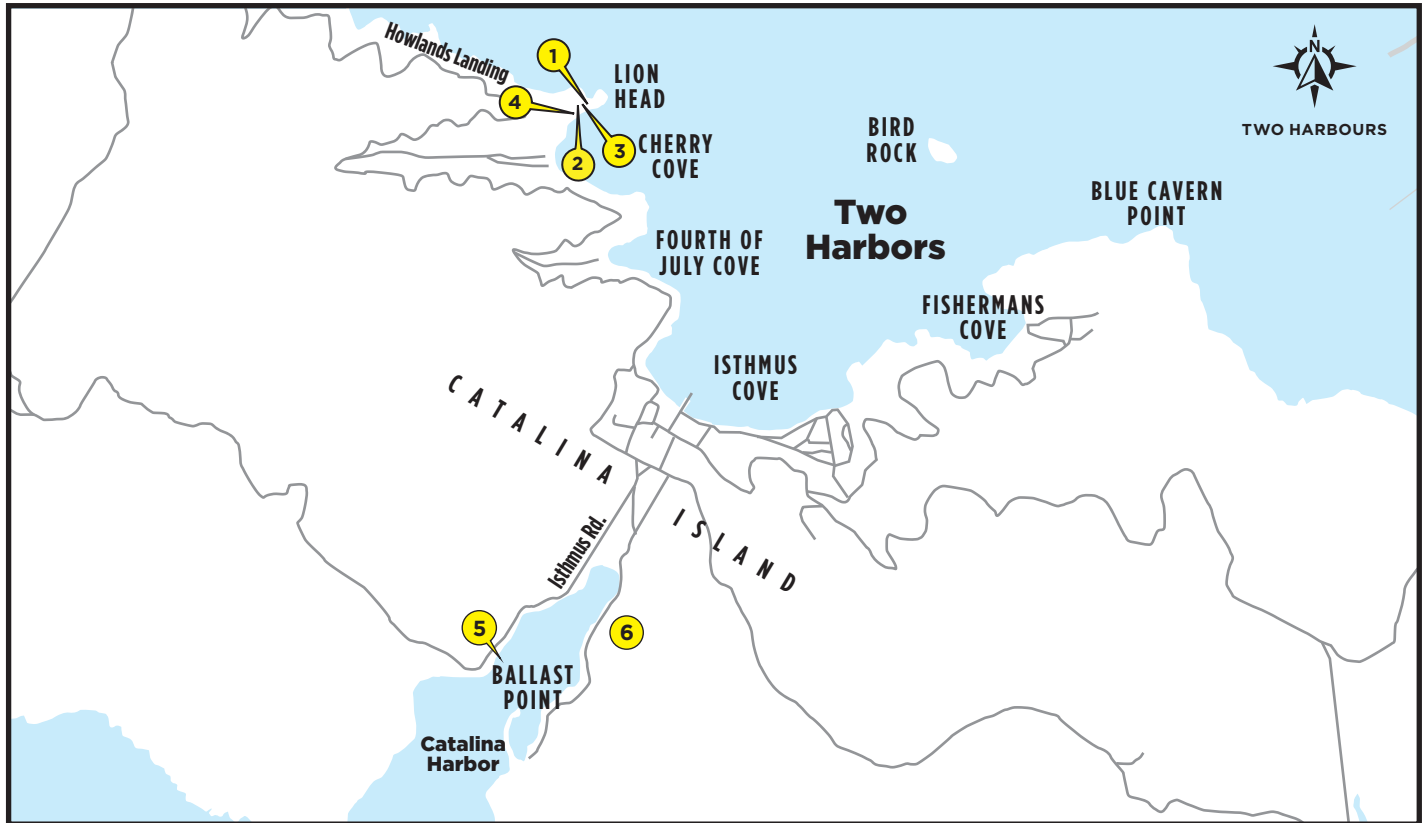 Howlands Landing
1
LION
HEAD
4
2
3
CHERRY
COVE
BIRD
ROCK
N
TWO HARBOURS
Two
Harbors
BLUE CAVERN
POINT
FOURTH OF
JULY COVE
FISHERMANS
COVE
ISTHMUS
COVE
CATALINA
ISLAND
Isthmus Rd.
5
6
BALLAST
POINT
Catalina
Harbor